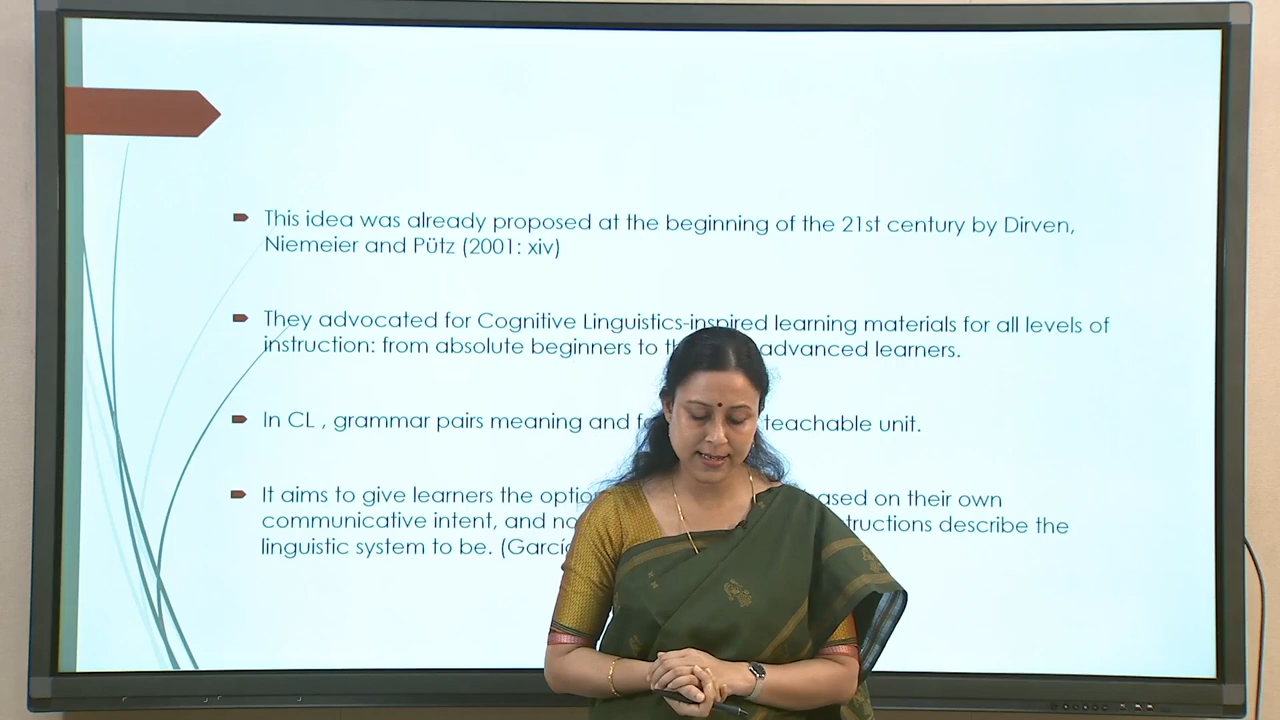 This idea was already proposed at the beginning of the 21st century by Dirven,
Niemeier and Pütz (2001: xiv)
They advocated for Cognitive Linguistics-inspired learning materials for all levels of
instruction: from absolute beginners to advanced learners.
In CL , grammar pairs meaning and teachable unit.
It aims to give learners the on their own
communicative intent, and describe the
linguistic system to be.